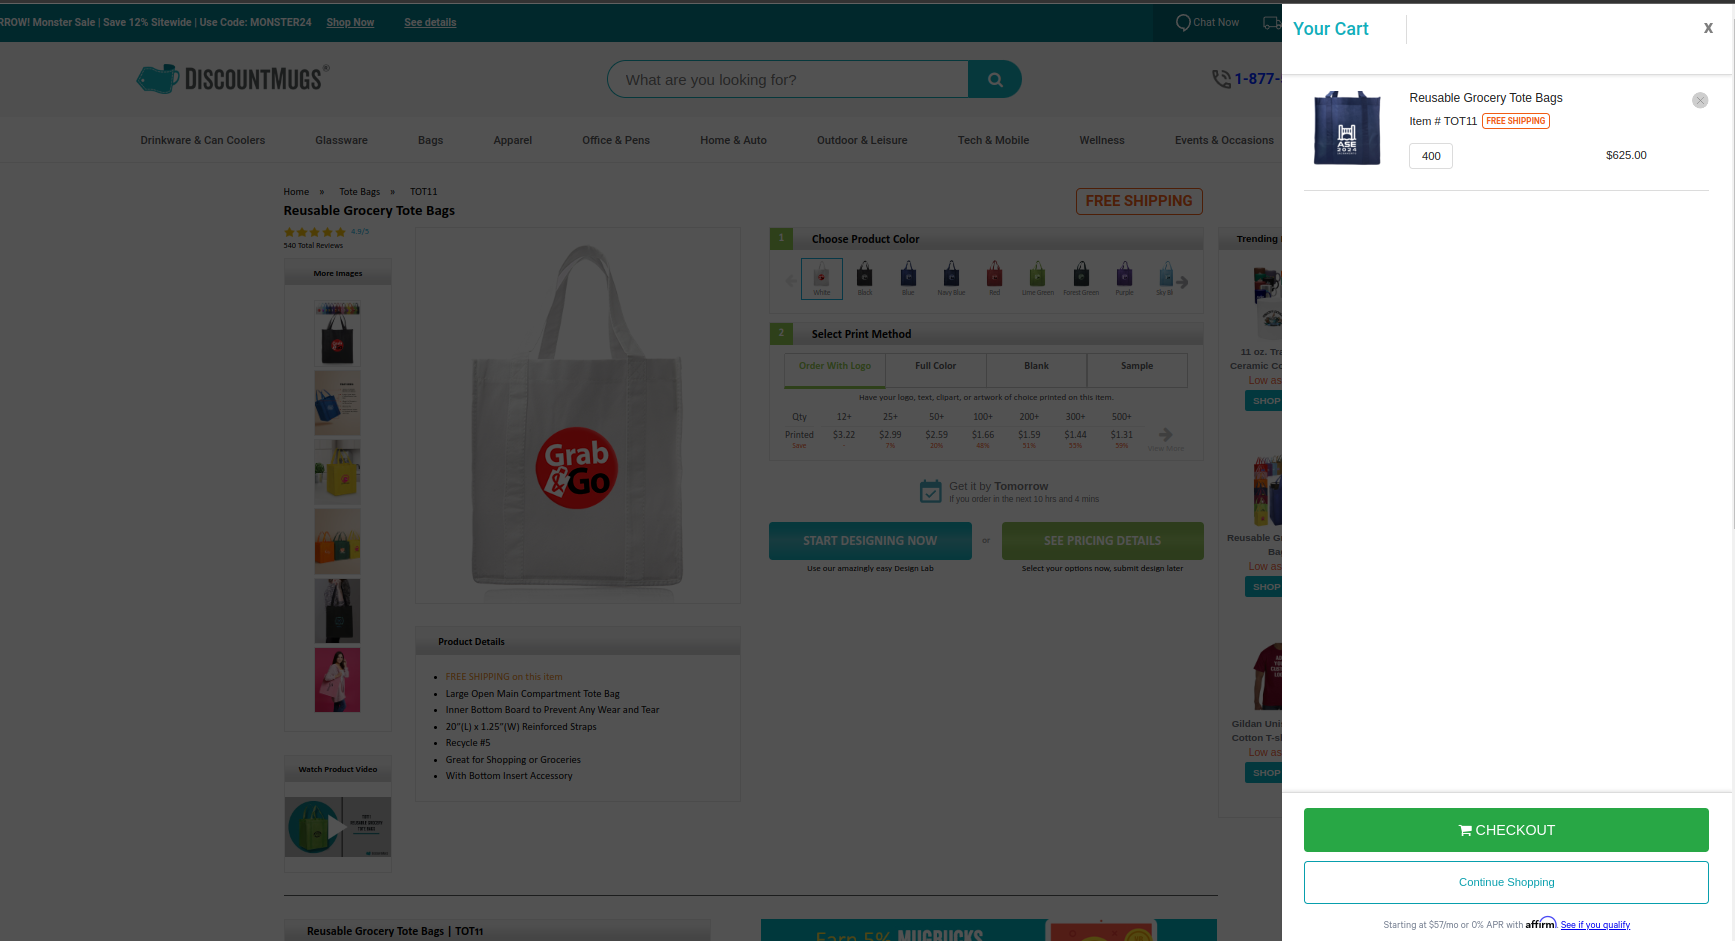 RROW! Monster Sale | Save 12% Sitewide | Use Code: MONSTER24 Shop Now See details
Chat Now
DISCOUNTMUGS®
What are you looking for?
1-877-
Drinkware & Can Coolers Glassware Bags Apparel Office & Pens Home & Auto Outdoor & Leisure Tech & Mobile Wellness Events & Occasions
Home » Tote Bags » TOT11
Reusable Grocery Tote Bags
FREE SHIPPING
4.9/5
540 Total Reviews
More Images
Grab
&Go
1 Choose Product Color
White Black Blue Navy Blue Red Lime Green Forest Green Purple Sky Bl
2 Select Print Method
Order With Logo Full Color Blank Sample
Have your logo, text, clipart, or artwork of choice printed on this item.
Qty 12+ 25+ 50+ 100+ 200+ 300+ 500+
Printed $3.22 $2.99 $2.59 $1.66 $1.59 $1.44 $1.31
Save - 7% 20% 48% 51% 55% 59%
View More
Get it by Tomorrow
If you order in the next 10 hrs and 4 mins
START DESIGNING NOW or SEE PRICING DETAILS
Use our amazingly easy Design Lab
Select your options now, submit design later
Product Details
FREE SHIPPING on this item
Large Open Main Compartment Tote Bag
Inner Bottom Board to Prevent Any Wear and Tear
20"(L) x 1.25"(W) Reinforced Straps
Recycle #5
Great for Shopping or Groceries
With Bottom Insert Accessory
Watch Product Video
Reusable Grocery Tote Bags | TOT11
Earn 5% MUGBUCKS
Trending
11 oz. Tra
Ceramic Co
Low as
SHOP
Reusable G
Ba
Low as
SHOP
Gildan Uni
Cotton T-s
Low as
SHOP
Your Cart
X
ASE
2024
Reusable Grocery Tote Bags
Item # TOT11 FREE SHIPPING
400
$625.00
CHECKOUT
Continue Shopping
Starting at $57/mo or 0% APR with affirm. See if you qualify